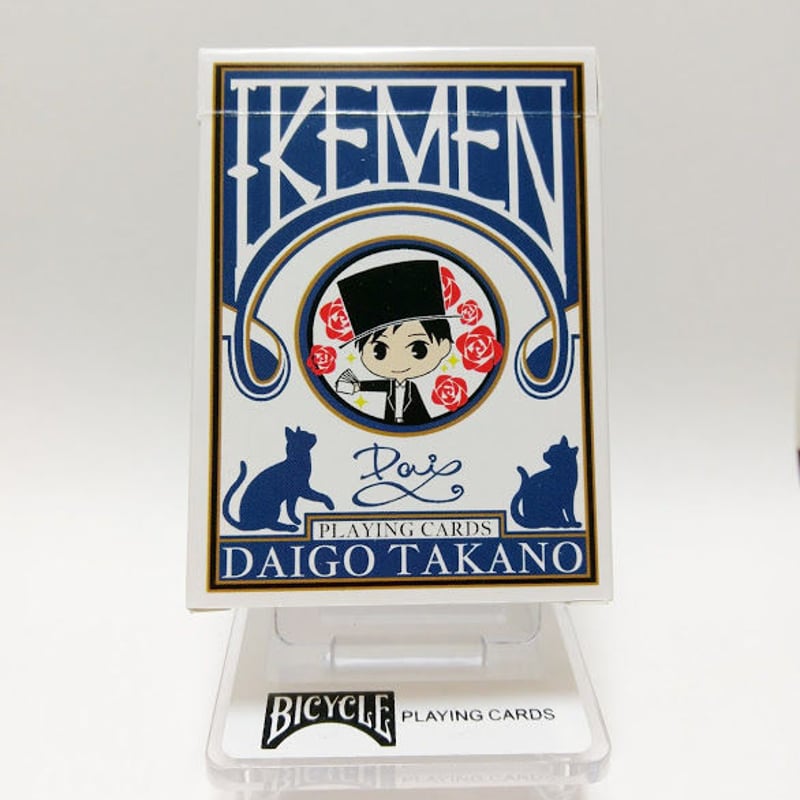 IKEMEN
Dai
PLAYING CARDS
DAIGO TAKANO
BICYCLE PLAYING CARDS